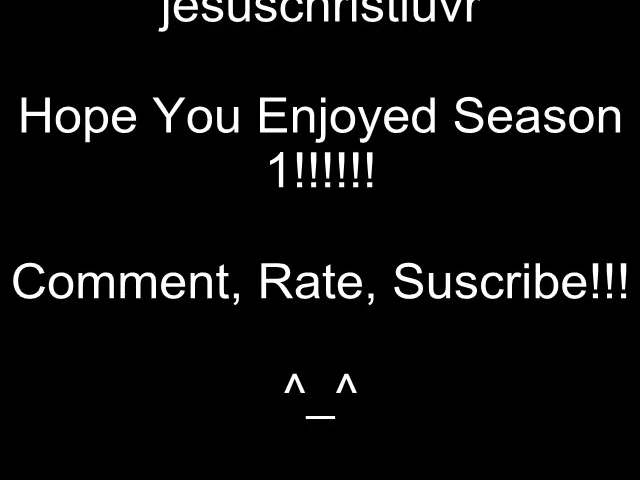 jesuschristluvr
Hope You Enjoyed Season
1!!!!!!
Comment, Rate, Suscribe!!!
^_^